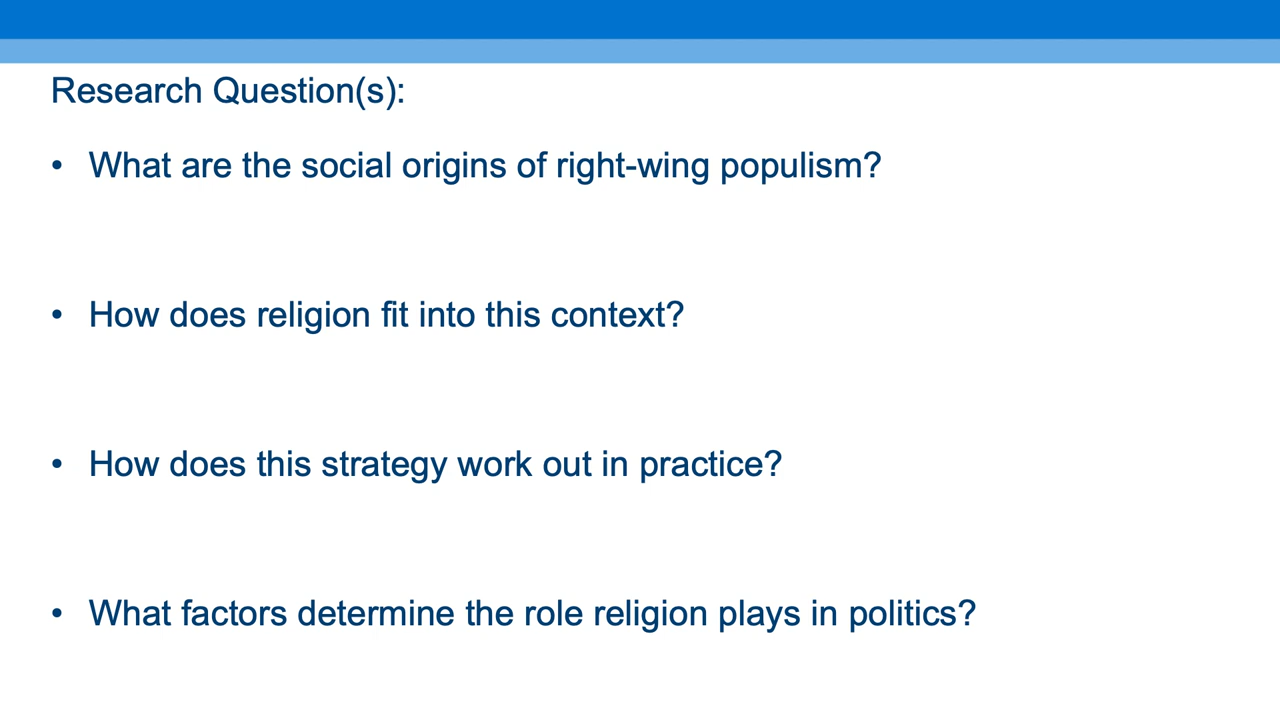 Research Question(s):
• What are the social origins of right-wing populism?
• How does religion fit into this context?
• How does this strategy work out in practice?
• What factors determine the role religion plays in politics?